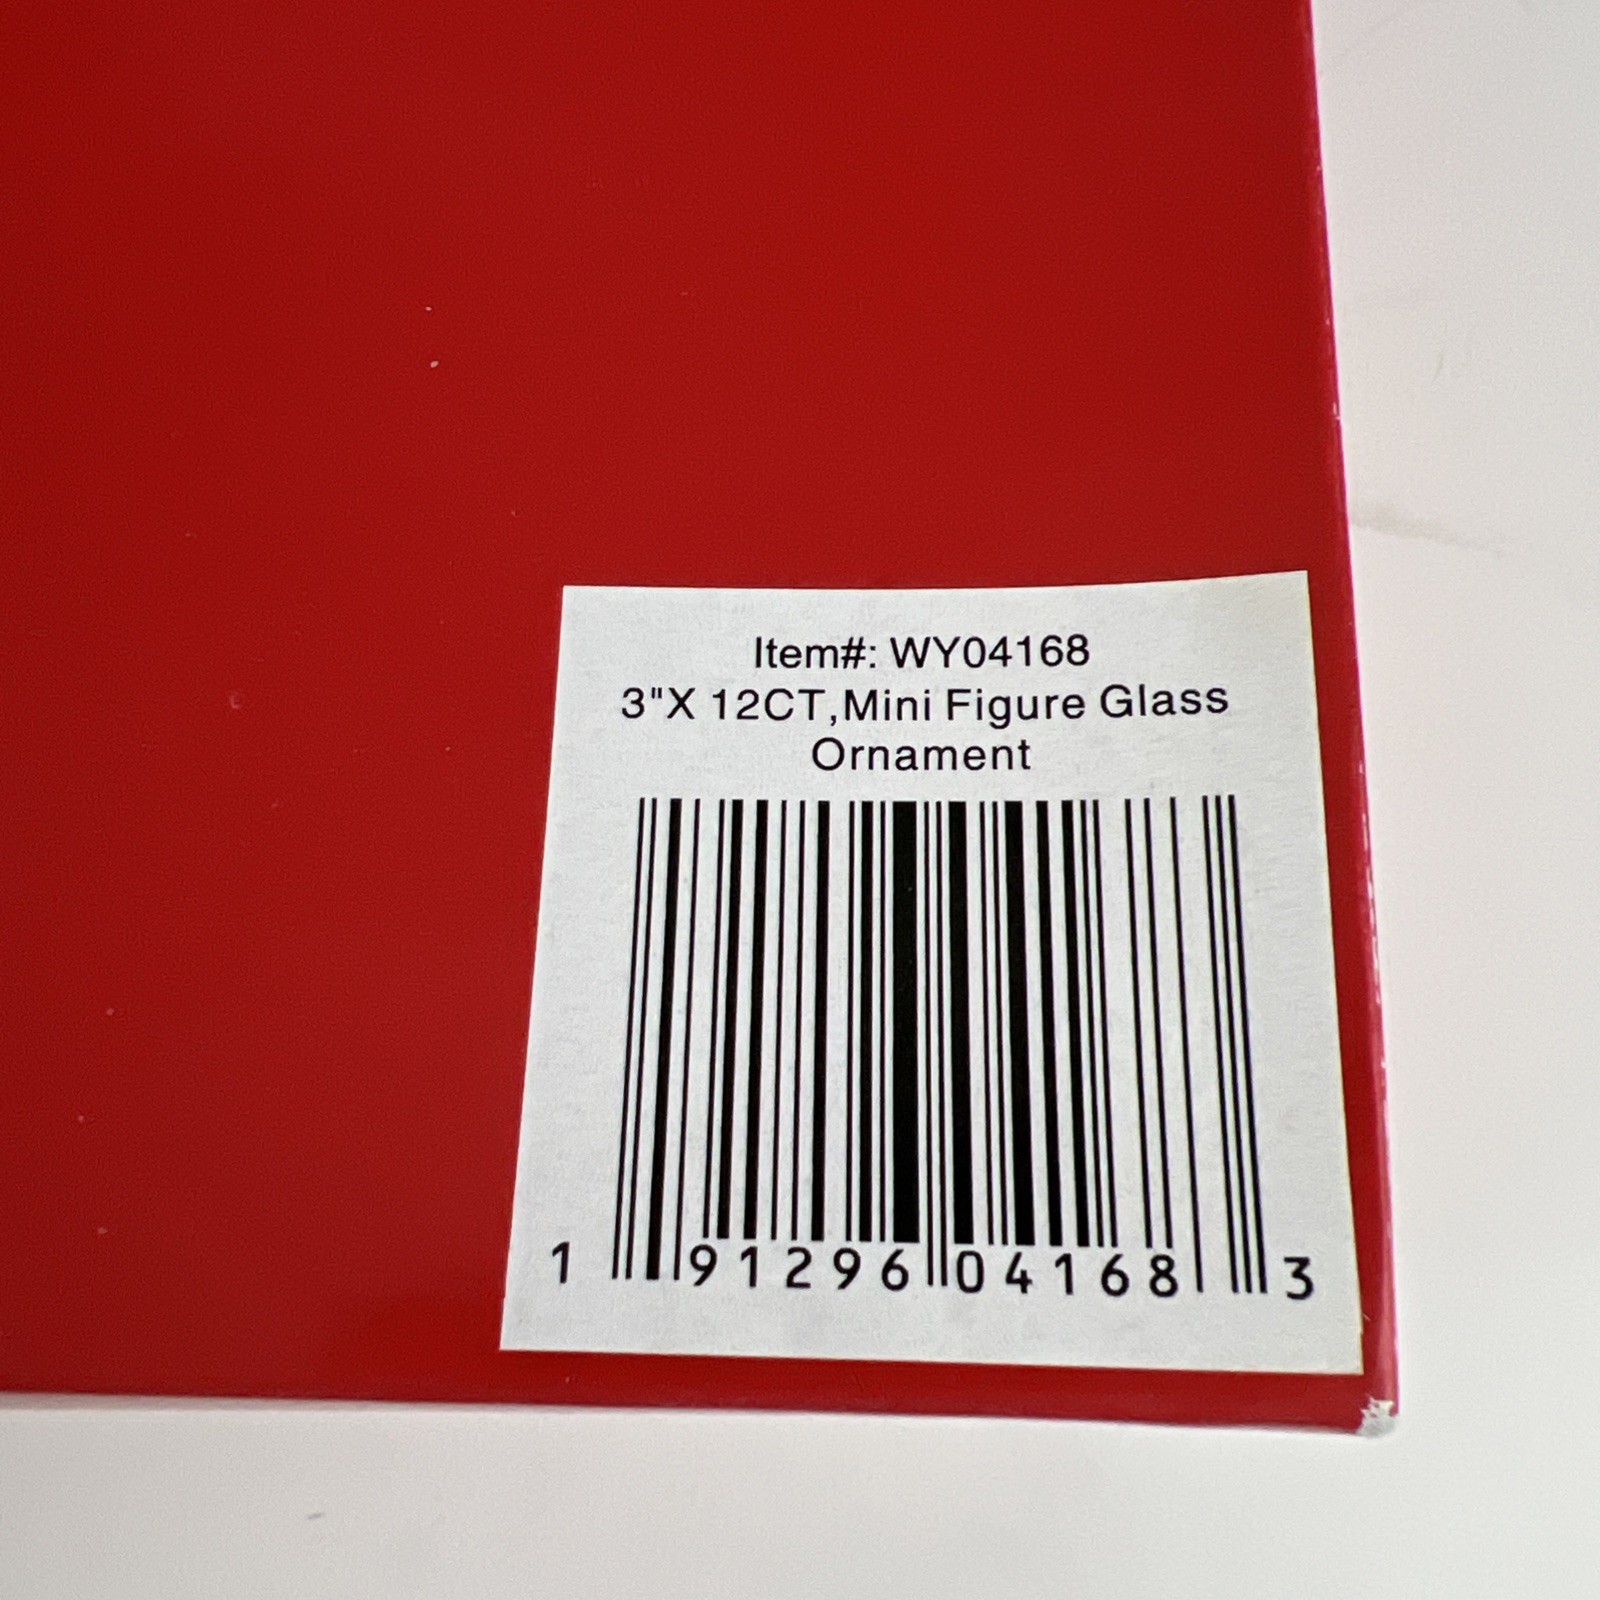 Item#: WY04168
3"X 12CT,Mini Figure Glass
Ornament
1 91296 04168 3